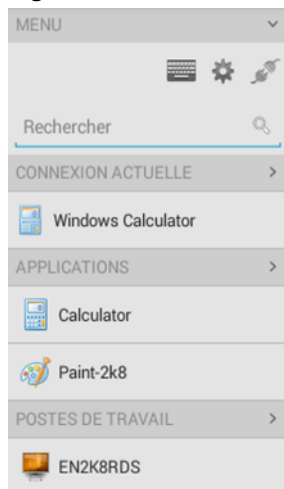 MENU
Rechercher
CONNEXION ACTUELLE
Windows Calculator
APPLICATIONS
Calculator
Paint-2k8
POSTES DE TRAVAIL
EN2K8RDS